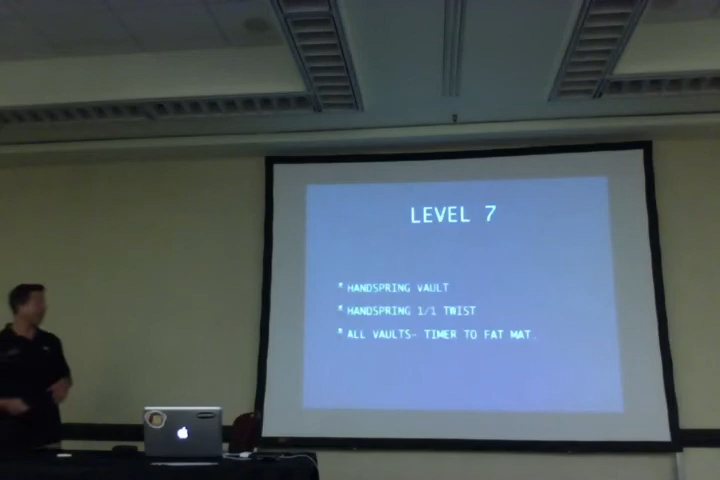 LEVEL 7
* HANDSPRING VAULT
* HANDSPRING 1/1 TWIST
* ALL VAULTS- TIMER TO FAT MAT.